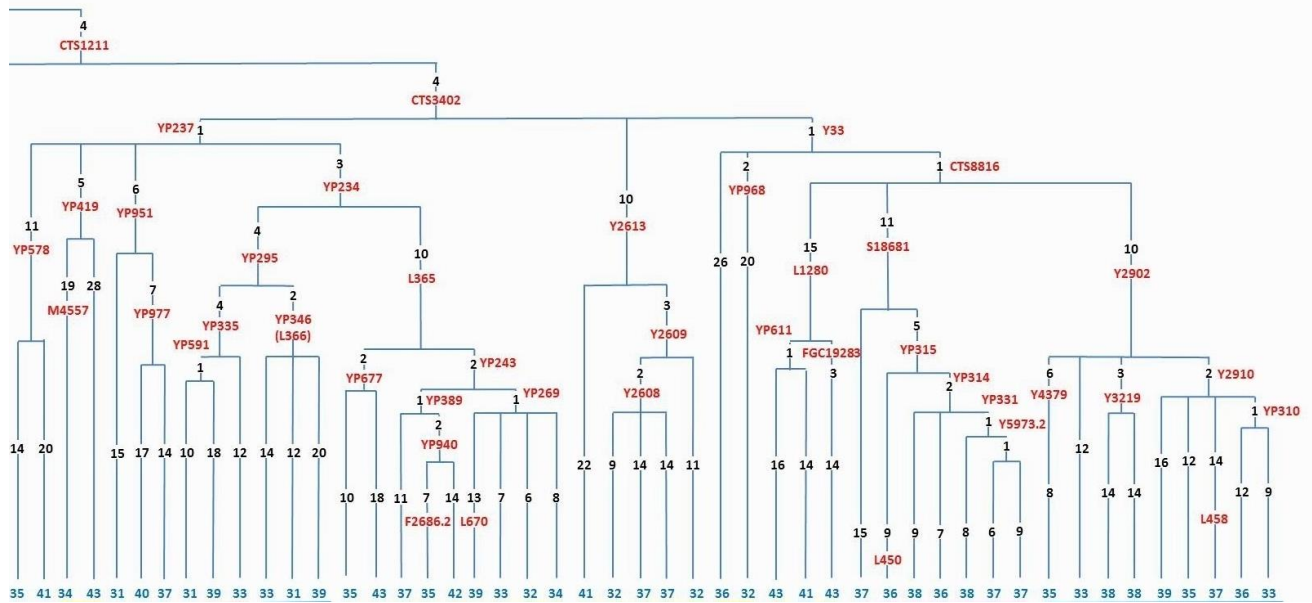 4
CTS1211
4
CTS3402
YP237 1
1 Y33
3
YP234
2
YP968
1 CTS8816
5
YP419
6
YP951
10
Y2613
11
YP578
4
YP295
10
L365
11
S18681
15
L1280
10
Y2902
26 20
19 28
M4557
7
YP977
4
YP335
2
YP346
(L366)
3
Y2609
5
YP315
YP591
1
YP611
1
FGC19283
3
2
YP677
2 YP243
2
Y2608
YP314
2
6
Y4379
3
Y3219
2 Y2910
1 YP389
1 YP269
YP331
1 Y5973.2
1
1 YP310
2
YP940
14 20 15 17 14 10 18 12 14 12 20
22 9 14 14 11
16 14 14
12
16 12 14
10 18 11 7 14 13 7 6 8
F2686.2 L670
8 14 14
12 9
L458
15 9 9 7 8 6 9
L450
35 41 34 43 31 40 37 31 39 33 33 31 39 35 43 37 35 42 39 33 32 34 41 32 37 37 32 36 32 43 41 43 37 36 38 36 38 37 37 35 33 38 38 39 35 37 36 33